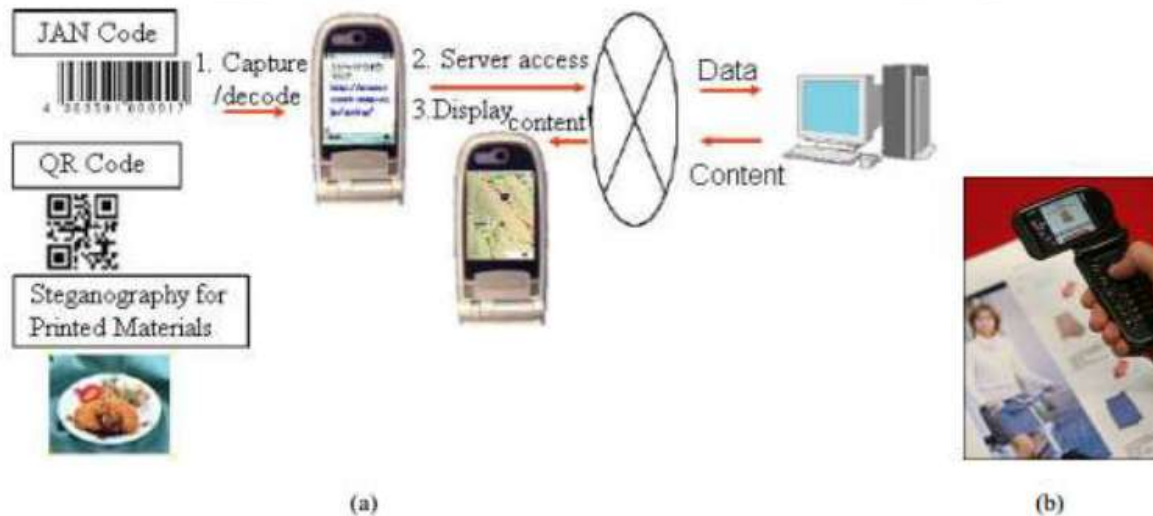 JAN Code
1. Capture
/decode
2. Server access
3.Display
content
Data
Content
QR Code
Steganography for
Printed Materials
(a)
(b)